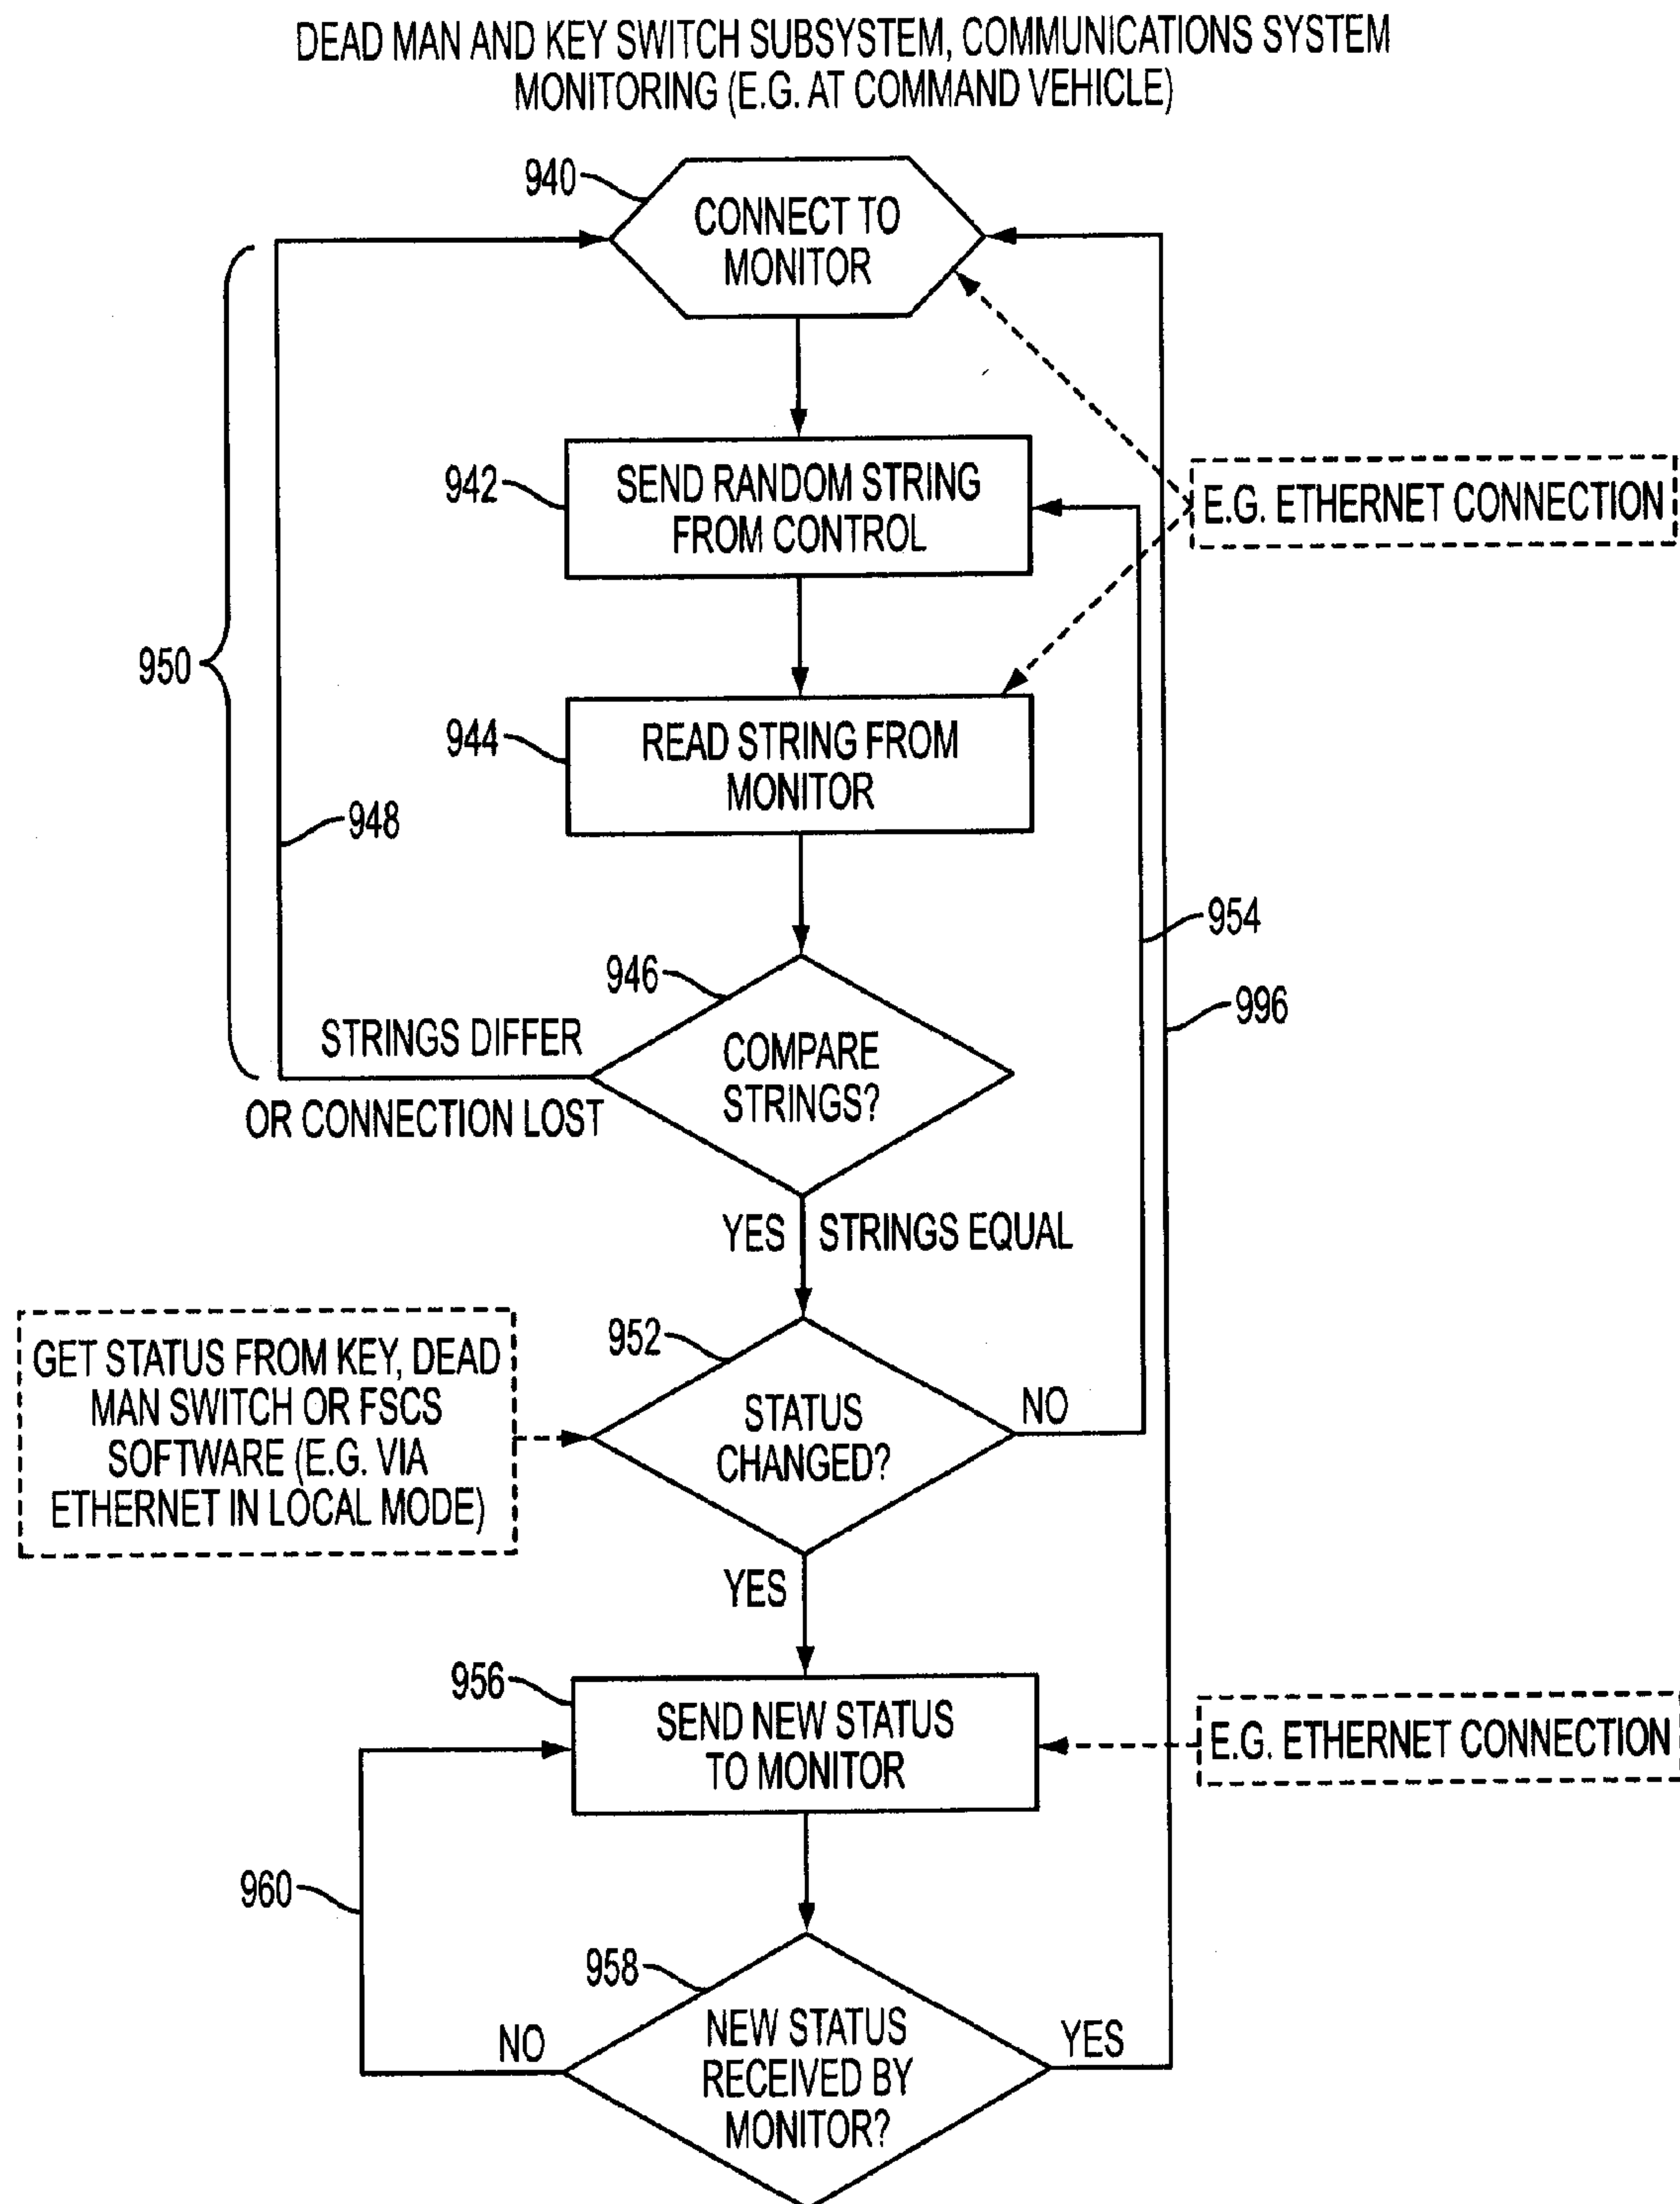 DEAD MAN AND KEY SWITCH SUBSYSTEM, COMMUNICATIONS SYSTEM
MONITORING (E.G. AT COMMAND VEHICLE)
940
CONNECT TO
MONITOR
942
SEND RANDOM STRING
FROM CONTROL
E.G. ETHERNET CONNECTION
950
944
READ STRING FROM
MONITOR
948
954
946
996
STRINGS DIFFER
OR CONNECTION LOST
COMPARE
STRINGS?
YES STRINGS EQUAL
GET STATUS FROM KEY, DEAD
MAN SWITCH OR FSCS
SOFTWARE (E.G. VIA
ETHERNET IN LOCAL MODE)
952
STATUS
CHANGED?
NO
YES
956
SEND NEW STATUS
TO MONITOR
E.G. ETHERNET CONNECTION
960
958
NO
NEW STATUS
RECEIVED BY
MONITOR?
YES